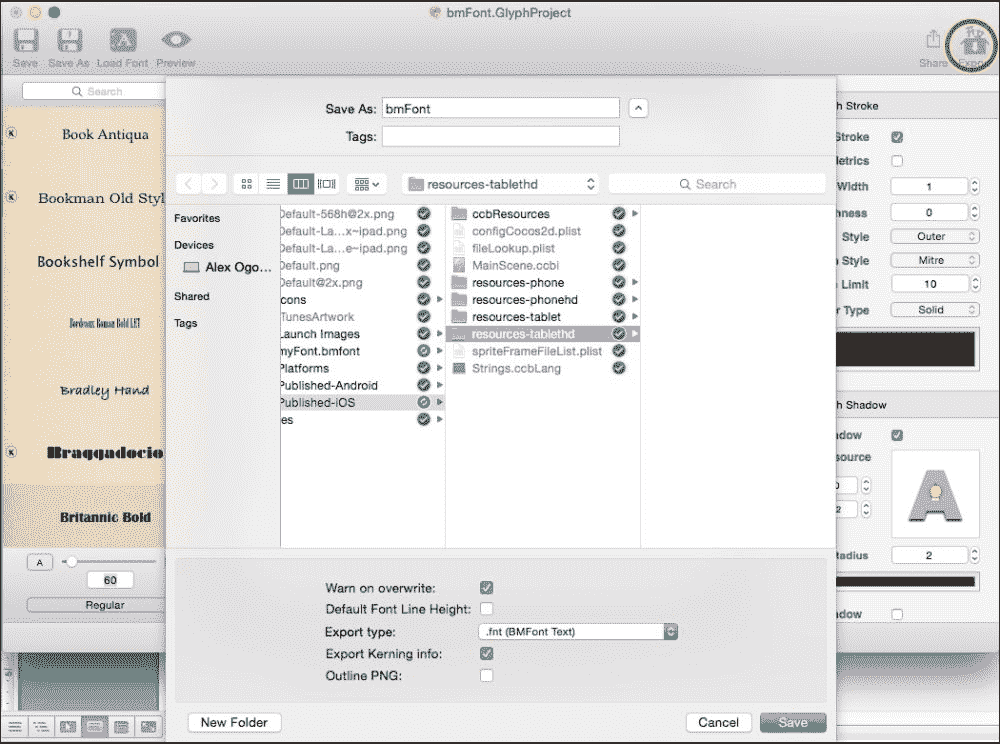 bmFont.GlyphProject
Save
Save As
Load Font
Preview
Share
Export
Search
Book Antiqua
Bookman Old Styl
Bookshelf Symbol
Bordeaux Roman Bold LET
Bradley Hand
Braggadocio
Britannic Bold
A
60
Regular
Save As:
bmFont
Tags:
resources-tablethd
Search
Favorites
Devices
Alex Ogo...
Shared
Tags
Default-568h@2x.png
Default-La...x~ipad.png
Default-La...e~ipad.png
Default.png
Default@2x.png
cons
TunesArtwork
Launch Images
myFont.bmfont
Platforms
Published-Android
Published-iOS
es
ccbResources
configCocos2d.plist
fileLookup.plist
MainScene.ccbi
resources-phone
resources-phonehd
resources-tablet
resources-tablethd
spriteFrameFileList.plist
Strings.ccbLang
Warn on overwrite:
Default Font Line Height:
Export type:
.fnt (BMFont Text)
Export Kerning info:
Outline PNG:
New Folder
Cancel
Save
h Stroke
Stroke
etrics
Width
1
hness
0
Style
Outer
n Style
Mitre
e Limit
10
r Type
Solid
h Shadow
adow
ource
0
2
A
adius
2
adow